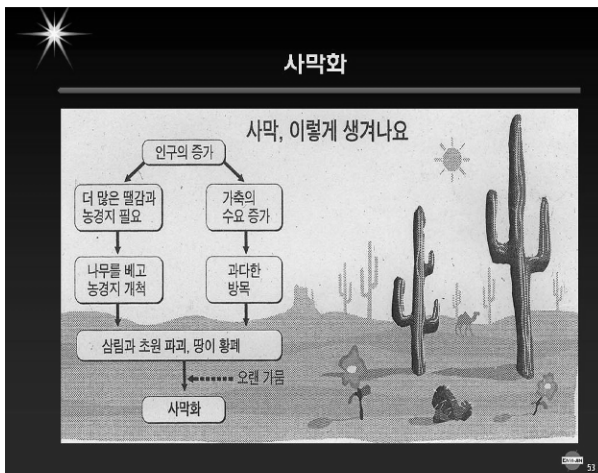 사막화
사막, 이렇게 생겨나요
인구의 증가
더 많은 땔감과
농경지 필요
가축의
수요 증가
나무를 베고
농경지 개척
과다한
방목
삼림과 초원 파괴, 땅이 황폐
오랜 가뭄
사막화
53